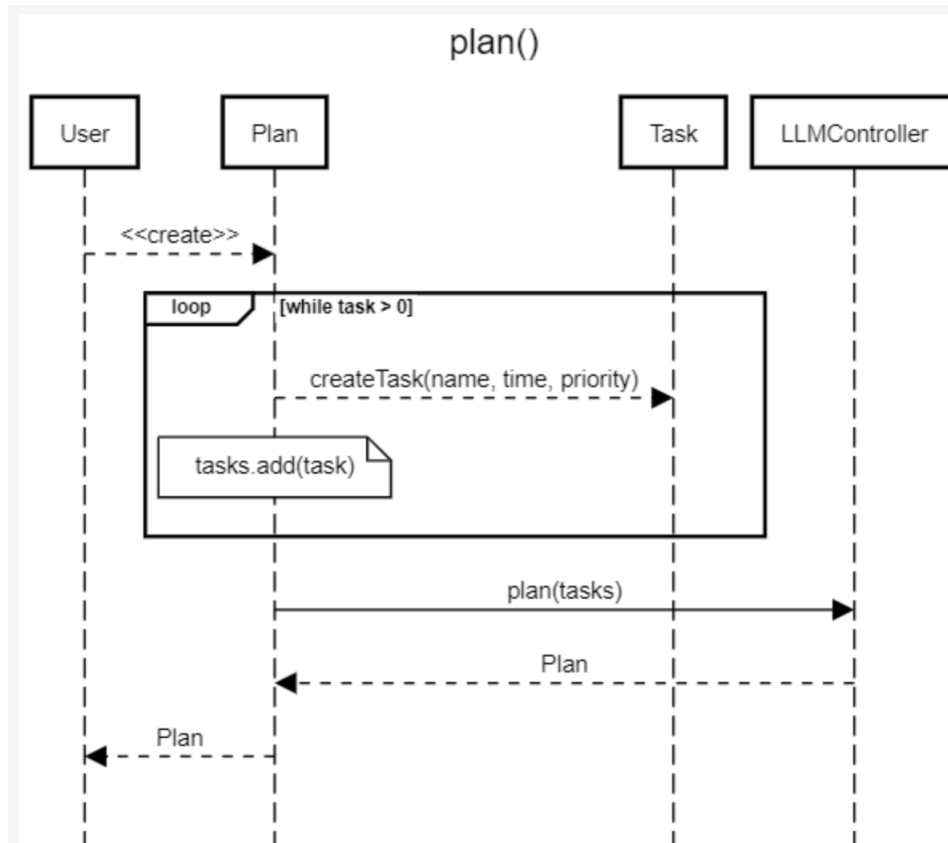 plan()
User
Plan
Task
LLMController
<<create>>
loop
[while task > 0]
createTask(name, time, priority)
tasks.add(task)
plan(tasks)
Plan
Plan